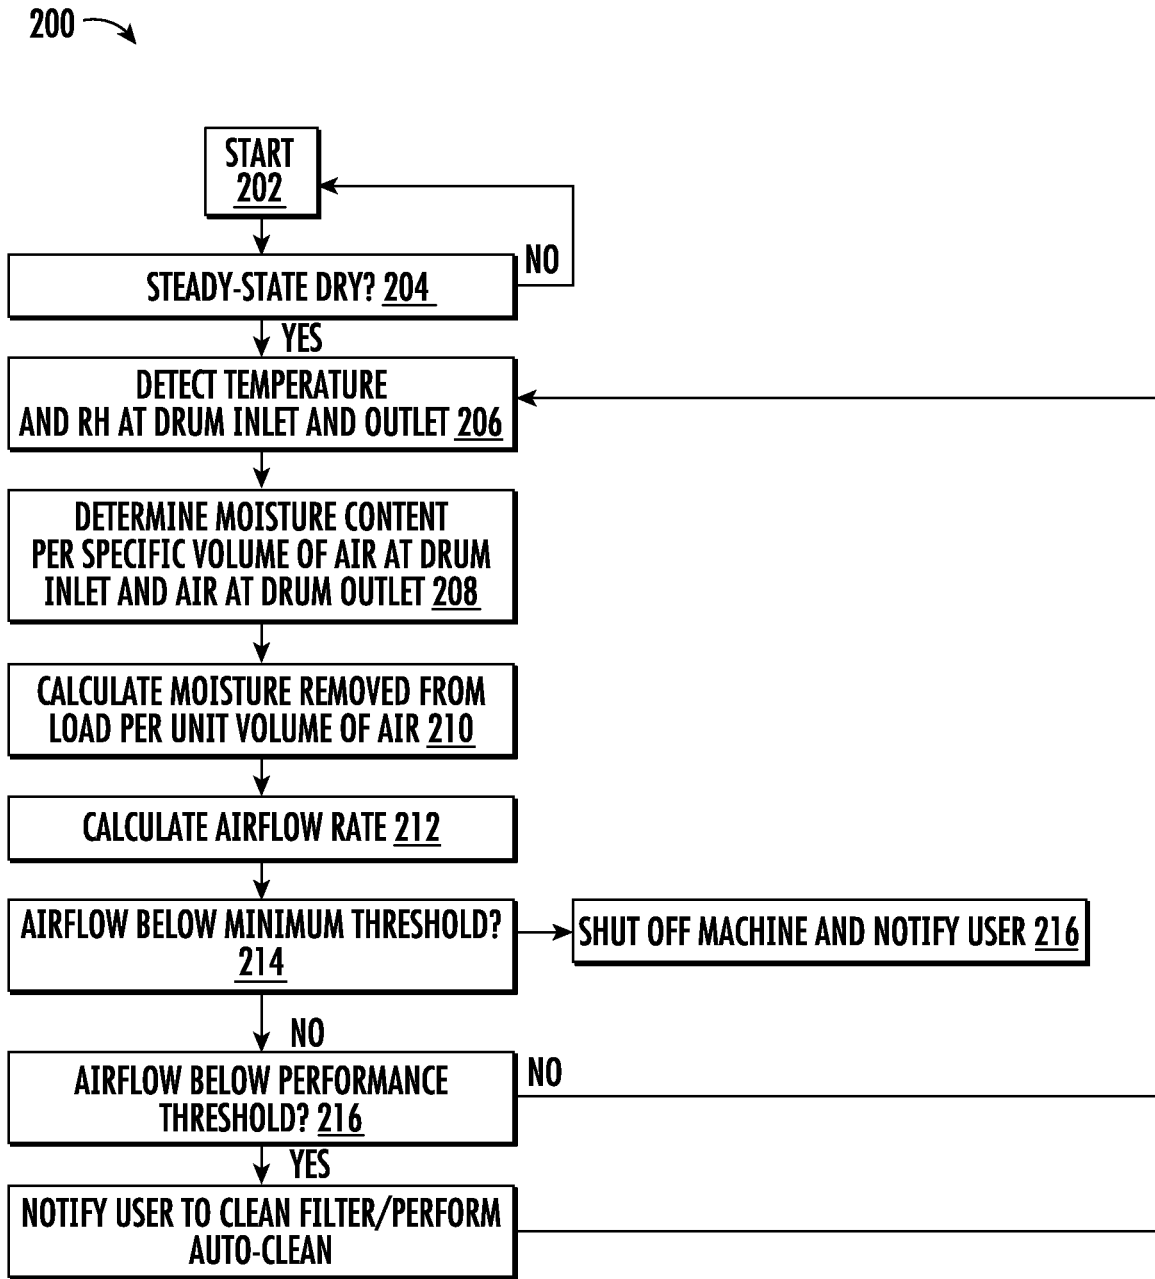 200
START
202
STEADY-STATE DRY? 204
NO
YES
DETECT TEMPERATURE
AND RH AT DRUM INLET AND OUTLET 206
DETERMINE MOISTURE CONTENT
PER SPECIFIC VOLUME OF AIR AT DRUM
INLET AND AIR AT DRUM OUTLET 208
CALCULATE MOISTURE REMOVED FROM
LOAD PER UNIT VOLUME OF AIR 210
CALCULATE AIRFLOW RATE 212
AIRFLOW BELOW MINIMUM THRESHOLD?
214
SHUT OFF MACHINE AND NOTIFY USER 216
NO
AIRFLOW BELOW PERFORMANCE
THRESHOLD? 216
NO
YES
NOTIFY USER TO CLEAN FILTER/PERFORM
AUTO-CLEAN